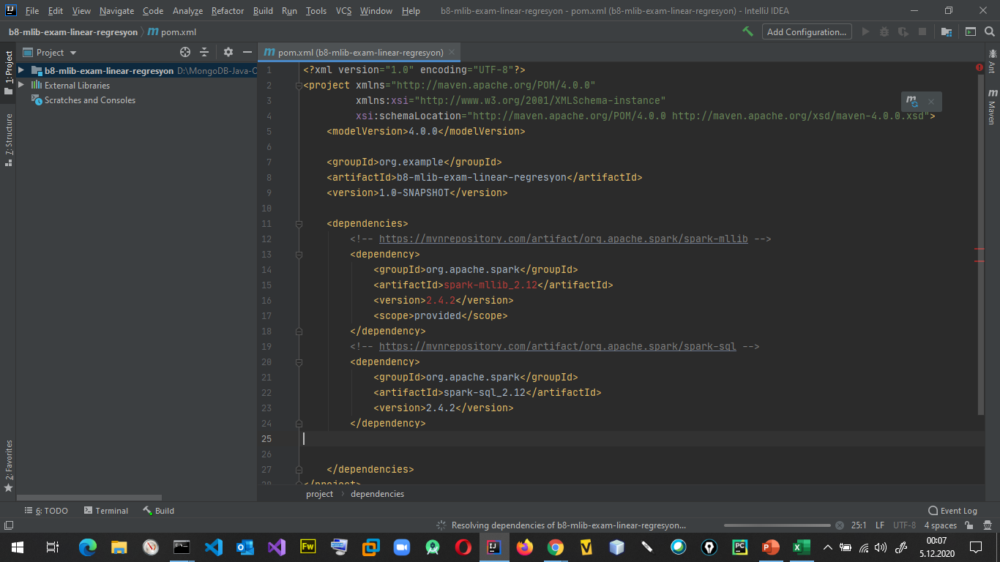 File Edit View Navigate Code Analyze Refactor Build Run Tools VCS Window Help b8-mlib-exam-linear-regresyon - pom.xml (b8-mlib-exam-linear-regresyon) - IntelliJ IDEA
b8-mlib-exam-linear-regresyon m pom.xml Add Configuration...
Project
m pom.xml (b8-mlib-exam-linear-regresyon)
1: Project
7: Structure
2: Favorites
b8-mlib-exam-linear-regresyon D:\MongoDB-Java-C
External Libraries
Scratches and Consoles
1 <?xml version="1.0" encoding="UTF-8"?>
2 <project xmlns="http://maven.apache.org/POM/4.0.0"
3 xmlns:xsi="http://www.w3.org/2001/XMLSchema-instance"
4 xsi:schemaLocation="http://maven.apache.org/POM/4.0.0 http://maven.apache.org/xsd/maven-4.0.0.xsd">
5 <modelVersion>4.0.0</modelVersion>
6
7 <groupId>org.example</groupId>
8 <artifactId>b8-mlib-exam-linear-regresyon</artifactId>
9 <version>1.0-SNAPSHOT</version>
10
11 <dependencies>
12 <!-- https://mvnrepository.com/artifact/org.apache.spark/spark-mllib -->
13 <dependency>
14 <groupId>org.apache.spark</groupId>
15 <artifactId>spark-mllib_2.12</artifactId>
16 <version>2.4.2</version>
17 <scope>provided</scope>
18 </dependency>
19 <!-- https://mvnrepository.com/artifact/org.apache.spark/spark-sql -->
20 <dependency>
21 <groupId>org.apache.spark</groupId>
22 <artifactId>spark-sql_2.12</artifactId>
23 <version>2.4.2</version>
24 </dependency>
25
26
27 </dependencies>
28 </project>
Ant
m Maven
project dependencies
6: TODO Terminal Build Event Log
Resolving dependencies of b8-mlib-exam-linear-regresyon... 25:1 LF UTF-8 4 spaces
00:07
5.12.2020